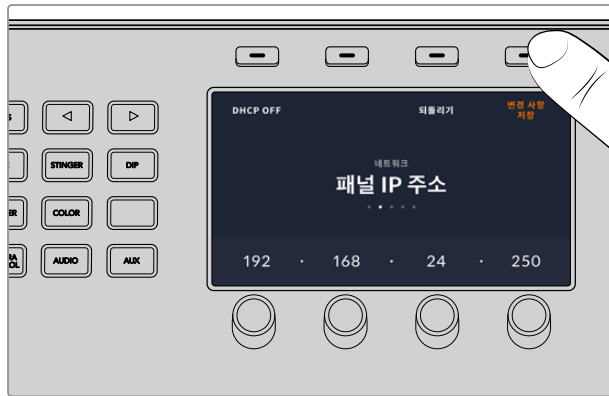 DHCP OFF
되돌리기
변경 사항
저장
네트워크
패널 IP 주소
192 . 168 . 24 . 250
STINGER
DIP
COLOR
AUDIO
AUX